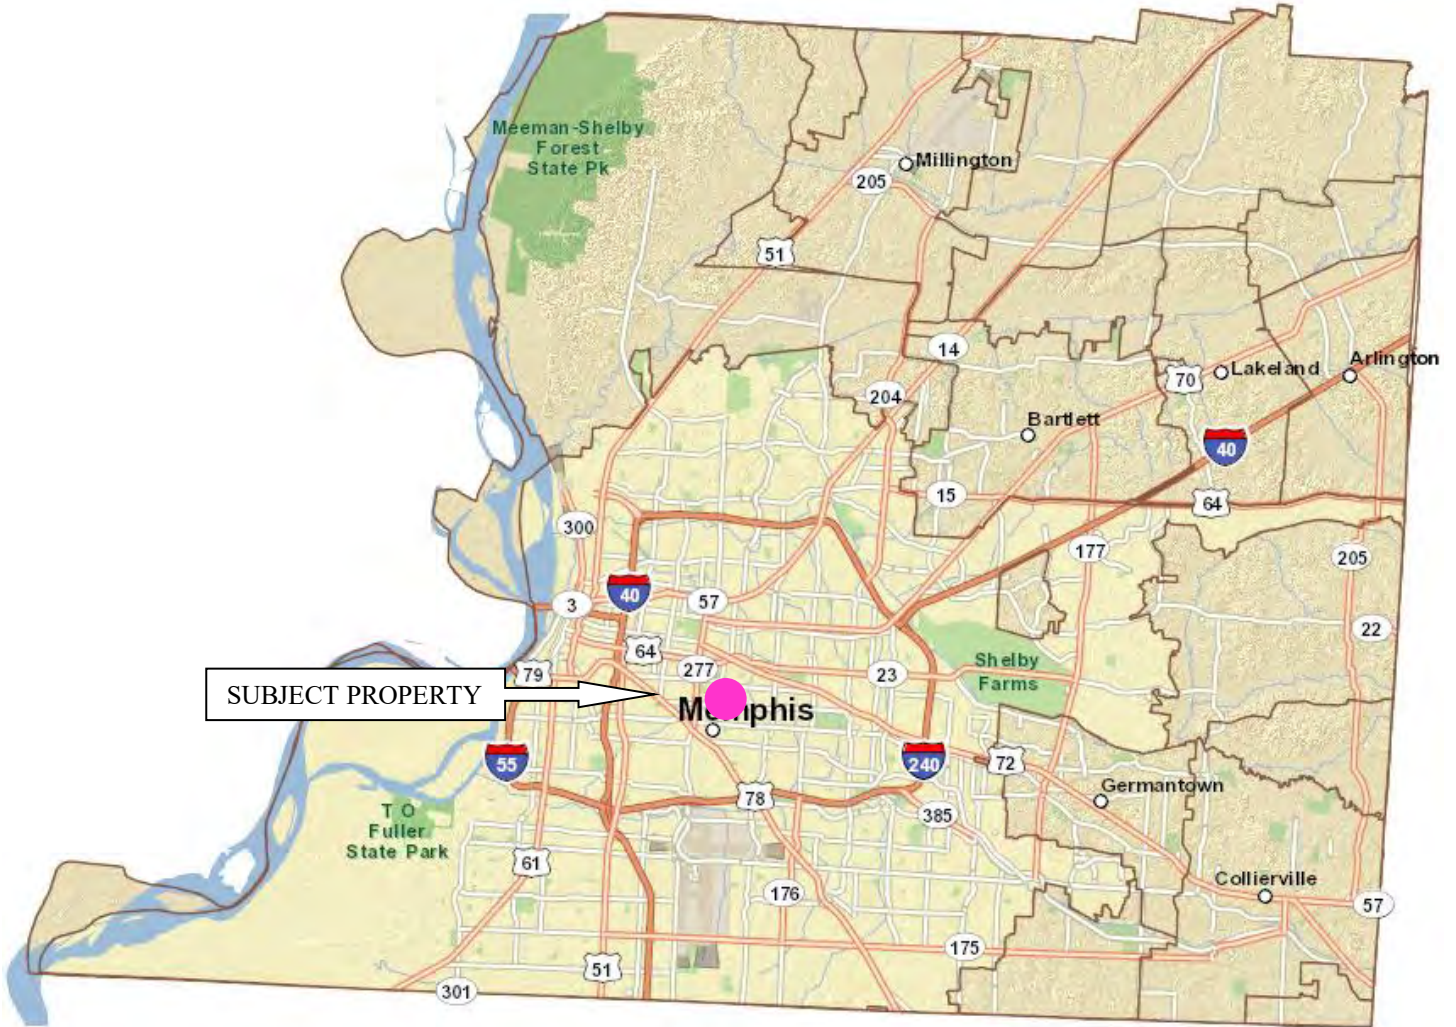 Meeman-Shelby
Forest
State Pk
Millington
205
51
14
Arlington
Lakeland
70
204
Bartlett
40
15
64
300
177
205
40
3
57
22
64
Shelby
Farms
277
23
79
SUBJECT PROPERTY
Memphis
55
240
72
Germantown
78
T O
Fuller
State Park
385
61
Collierville
176
57
175
51
301